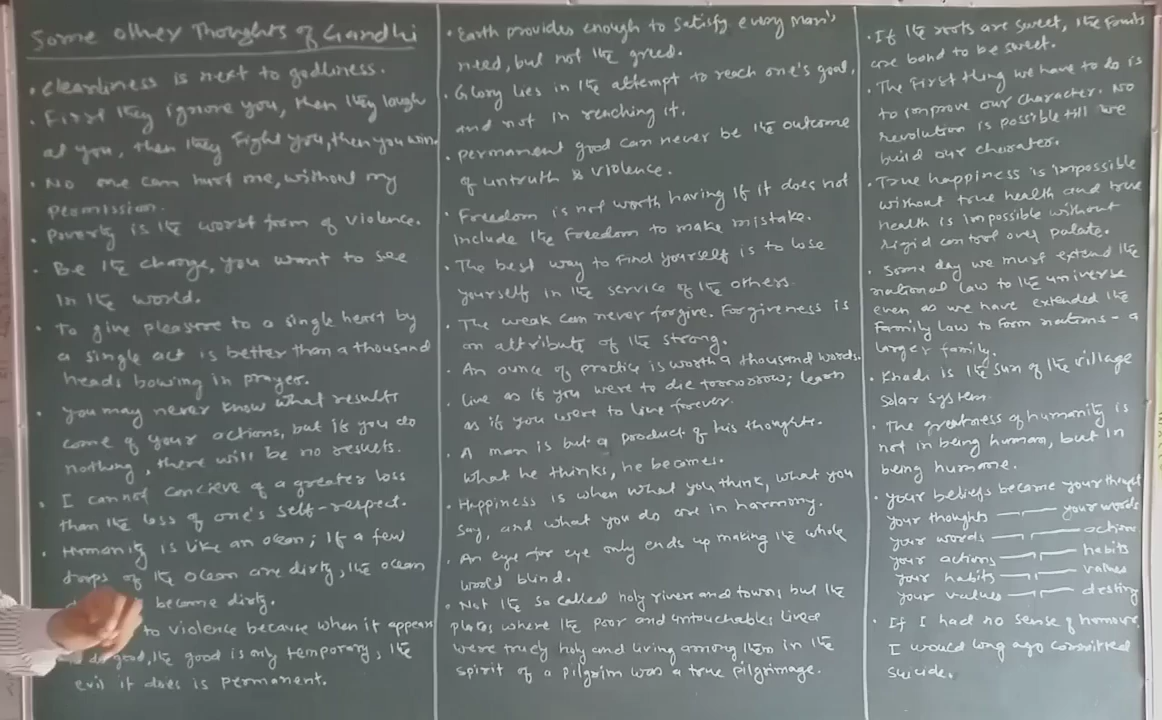 Some other Thoughts of Gandhi
• Cleanliness is next to godliness.
• First they ignore you, then they laugh
at you, then they Fight you, then you win.
• No one can hurt me, without my
permission.
• Poverty is the worst form of violence.
• Be the change, you want to see
in the world.
• To give pleasure to a single heart by
a single act is better than a thousand
heads bowing in prayer.
• you may never know what results
come of your actions, but if you do
nothing, there will be no results.
• I cannot concieve of a greater loss
than the loss of one's self-respect.
• Humanity is like an ocean; If a few
drops of the ocean are dirty, the ocean
become dirty.
to violence because when it appears
do good, the good is only temporary; the
evil it does is permanent.
• Earth provides enough to satisfy every man's
need, but not the greed.
• Glory lies in the attempt to reach one's goal,
and not in reaching it.
• permanent good can never be the outcome
of untruth & violence.
• Freedom is not worth having If it does not
include the Freedom to make mistake.
• The best way to Find yourself is to lose
yourself in the service of the others.
• The weak can never forgive. Forgiveness is
an attribute of the strong.
• An ounce of practice is worth a thousand words.
• Live as if you were to die tomorrow; learn
as if you were to live forever.
• A man is but a product of his thoughts.
What he thinks, he becomes.
• Happiness is when what you think, what you
say, and what you do are in harmony.
• An eye for eye only ends up making the whole
world blind.
• Not the so called holy rivers and towns but the
places where the poor and untouchables lived
were truly holy and living among them in the
spirit of a pilgrim was a true pilgrimage.
• If the roots are sweet, the fruits
are bond to be sweet.
• The First thing we have to do is
to improve our character. No
revolution is possible till we
build our charater.
• True happiness is impossible
without true health and true
health is impossible without
rigid control over palate.
• Some day we must extend the
national law to the universe
even as we have extended the
Family law to form nations - a
larger family.
• Khadi is the sun of the village
solar system.
• The greatness of humanity is
not in being human, but in
being humane.
• your beliefs became your thought
your thoughts —"— your words
your words —"— actions
your actions —"— habits
your habits —"— values
your values —"— destiny
• If I had no sense of humour,
I would long ago committed
suicide.